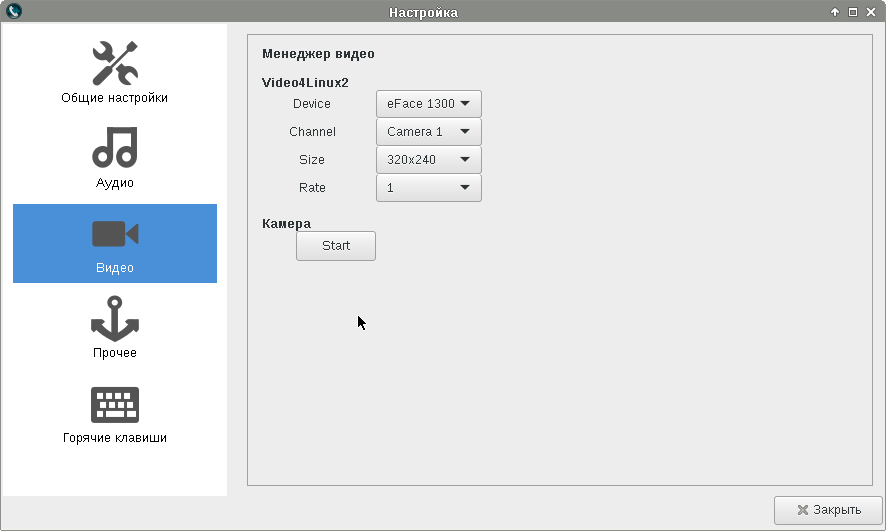 Настройка
Общие настройки
Аудио
Видео
Прочее
Горячие клавиши
Менеджер видео
Video4Linux2
Device eFace 1300
Channel Camera 1
Size 320x240
Rate 1
Камера
Start
Закрыть